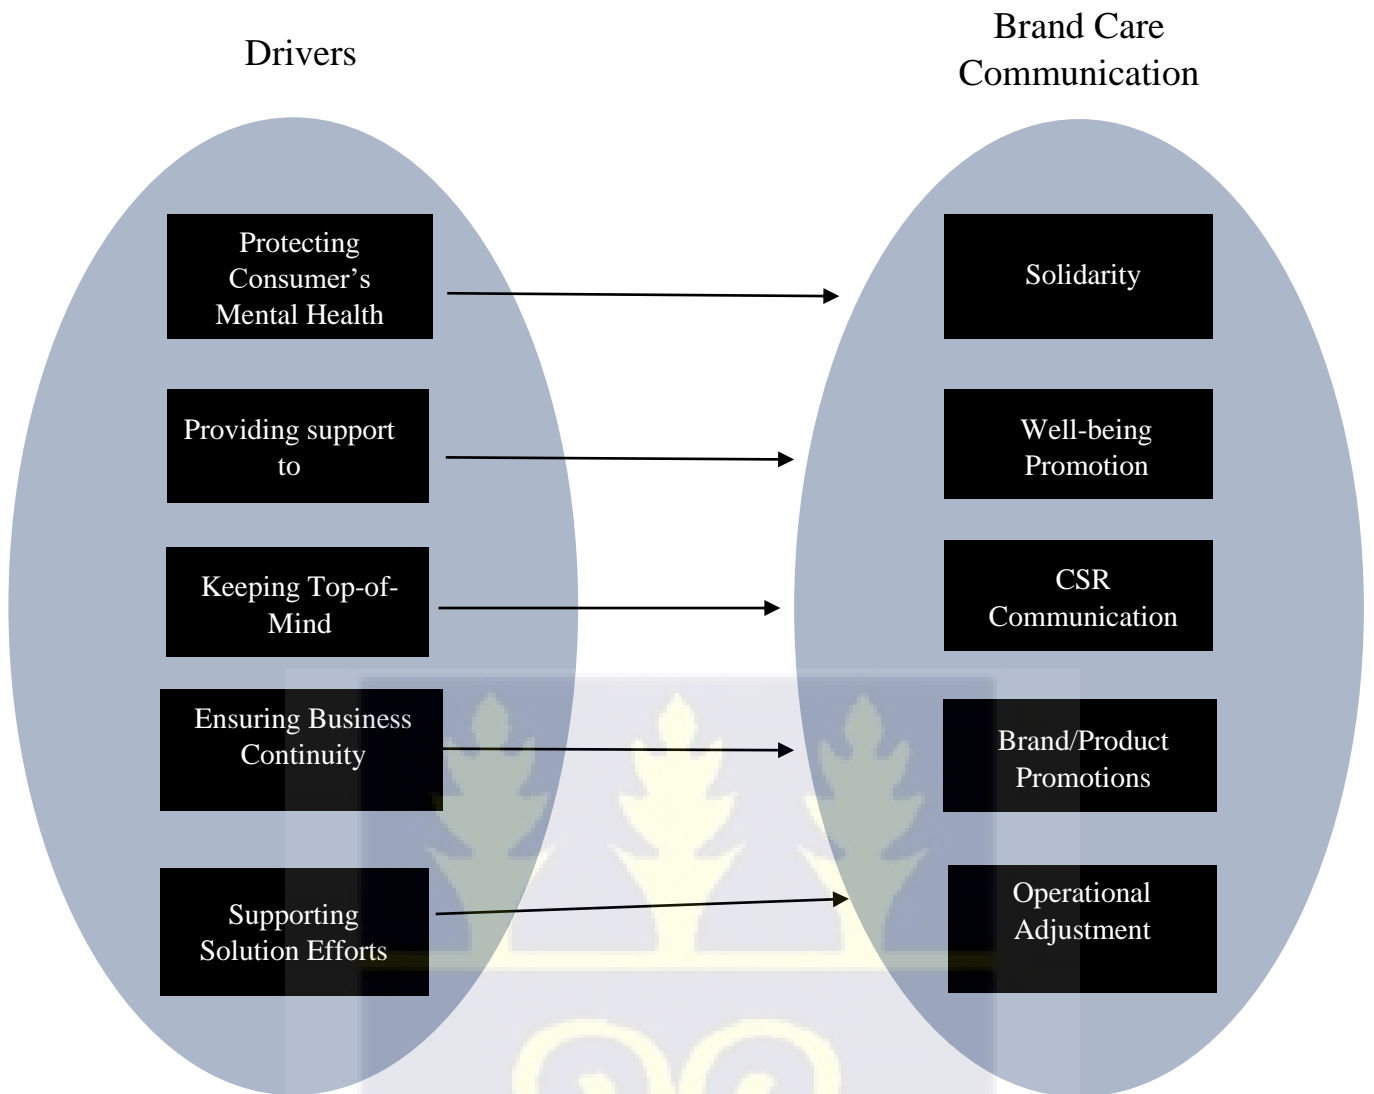 Drivers
Brand Care
Communication
Protecting
Consumer’s
Mental Health
Solidarity
Providing support
to
Well-being
Promotion
Keeping Top-of-
Mind
CSR
Communication
Ensuring Business
Continuity
Brand/Product
Promotions
Supporting
Solution Efforts
Operational
Adjustment